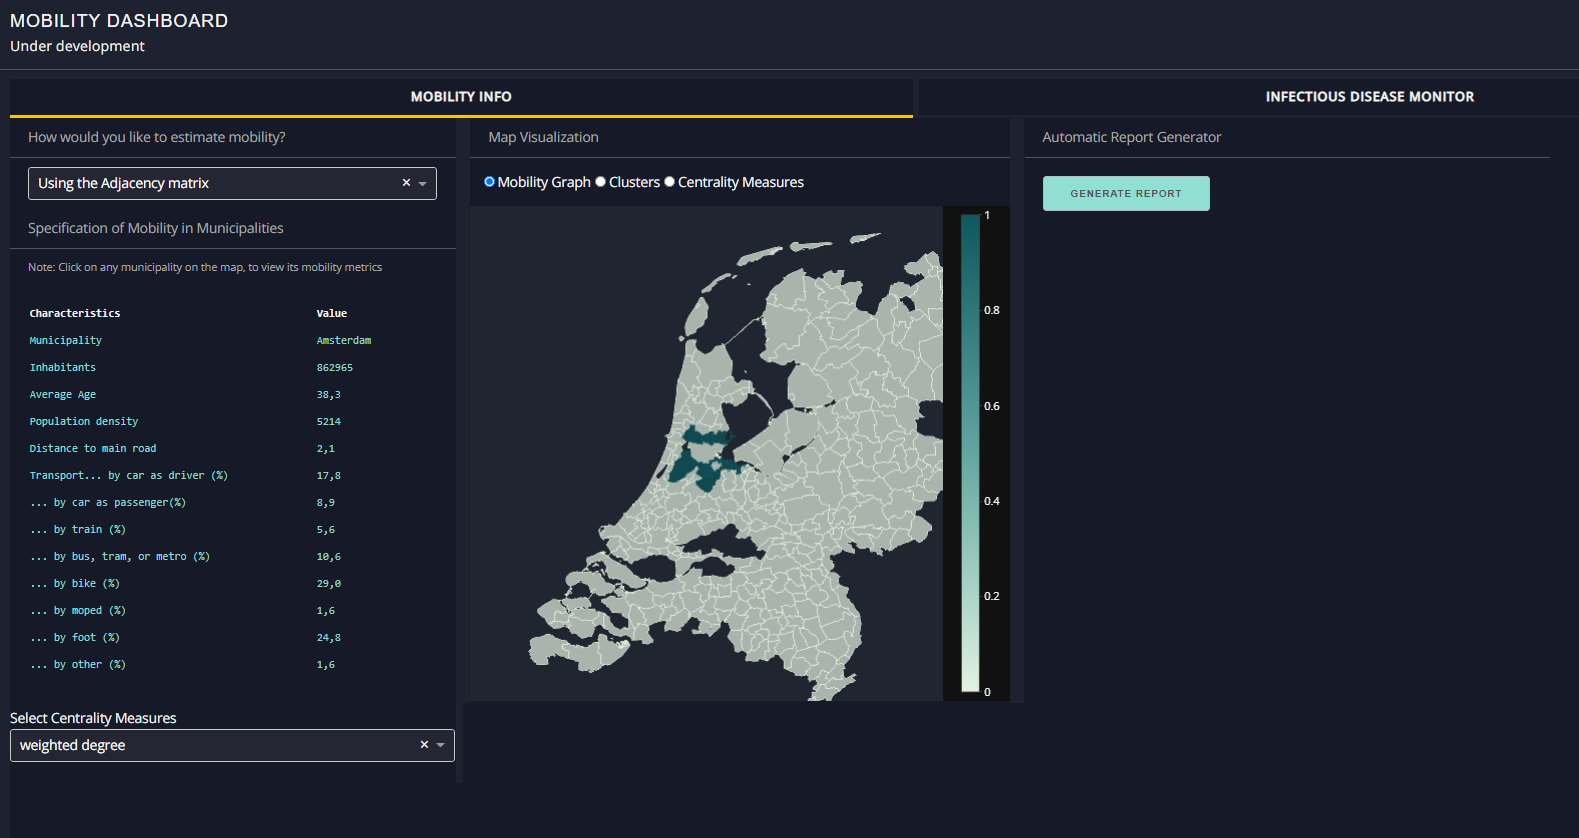 MOBILITY DASHBOARD
Under development
MOBILITY INFO
INFECTIOUS DISEASE MONITOR
How would you like to estimate mobility?
Using the Adjacency matrix
Specification of Mobility in Municipalities
Note: Click on any municipality on the map, to view its mobility metrics
Characteristics Value
Municipality Amsterdam
Inhabitants 862965
Average Age 38,3
Population density 5214
Distance to main road 2,1
Transport... by car as driver (%) 17,8
... by car as passenger(%) 8,9
... by train (%) 5,6
... by bus, tram, or metro (%) 10,6
... by bike (%) 29,0
... by moped (%) 1,6
... by foot (%) 24,8
... by other (%) 1,6
Select Centrality Measures
weighted degree
Map Visualization
Mobility Graph Clusters Centrality Measures
1
0.8
0.6
0.4
0.2
0
Automatic Report Generator
GENERATE REPORT